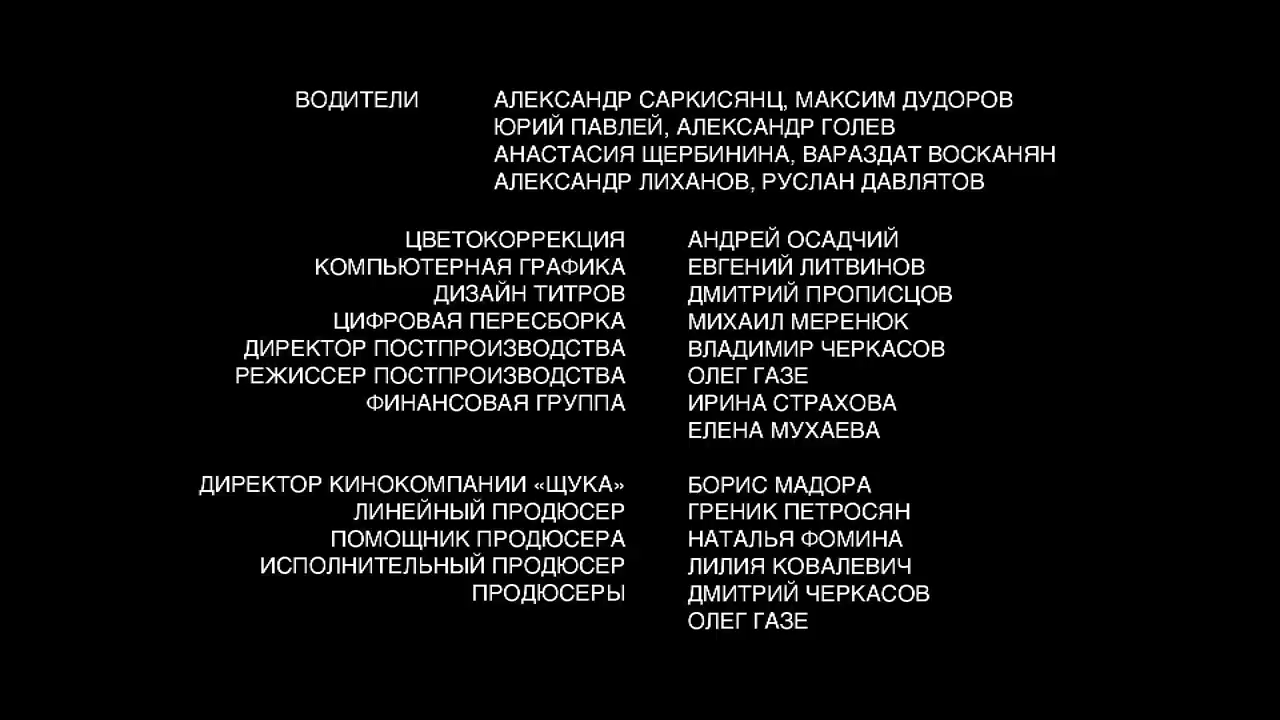 ВОДИТЕЛИ АЛЕКСАНДР САРКИСЯНЦ, МАКСИМ ДУДОРОВ
ЮРИЙ ПАВЛЕЙ, АЛЕКСАНДР ГОЛЕВ
АНАСТАСИЯ ЩЕРБИНИНА, ВАРАЗДАТ ВОСКАНЯН
АЛЕКСАНДР ЛИХАНОВ, РУСЛАН ДАВЛЯТОВ
ЦВЕТОКОРРЕКЦИЯ АНДРЕЙ ОСАДЧИЙ
КОМПЬЮТЕРНАЯ ГРАФИКА ЕВГЕНИЙ ЛИТВИНОВ
ДИЗАЙН ТИТРОВ ДМИТРИЙ ПРОПИСЦОВ
ЦИФРОВАЯ ПЕРЕСБОРКА МИХАИЛ МЕРЕНЮК
ДИРЕКТОР ПОСТПРОИЗВОДСТВА ВЛАДИМИР ЧЕРКАСОВ
РЕЖИССЕР ПОСТПРОИЗВОДСТВА ОЛЕГ ГАЗЕ
ФИНАНСОВАЯ ГРУППА ИРИНА СТРАХОВА
ЕЛЕНА МУХАЕВА
ДИРЕКТОР КИНОКОМПАНИИ «ЩУКА» БОРИС МАДОРА
ЛИНЕЙНЫЙ ПРОДЮСЕР ГРЕНИК ПЕТРОСЯН
ПОМОЩНИК ПРОДЮСЕРА НАТАЛЬЯ ФОМИНА
ИСПОЛНИТЕЛЬНЫЙ ПРОДЮСЕР ЛИЛИЯ КОВАЛЕВИЧ
ПРОДЮСЕРЫ ДМИТРИЙ ЧЕРКАСОВ
ОЛЕГ ГАЗЕ